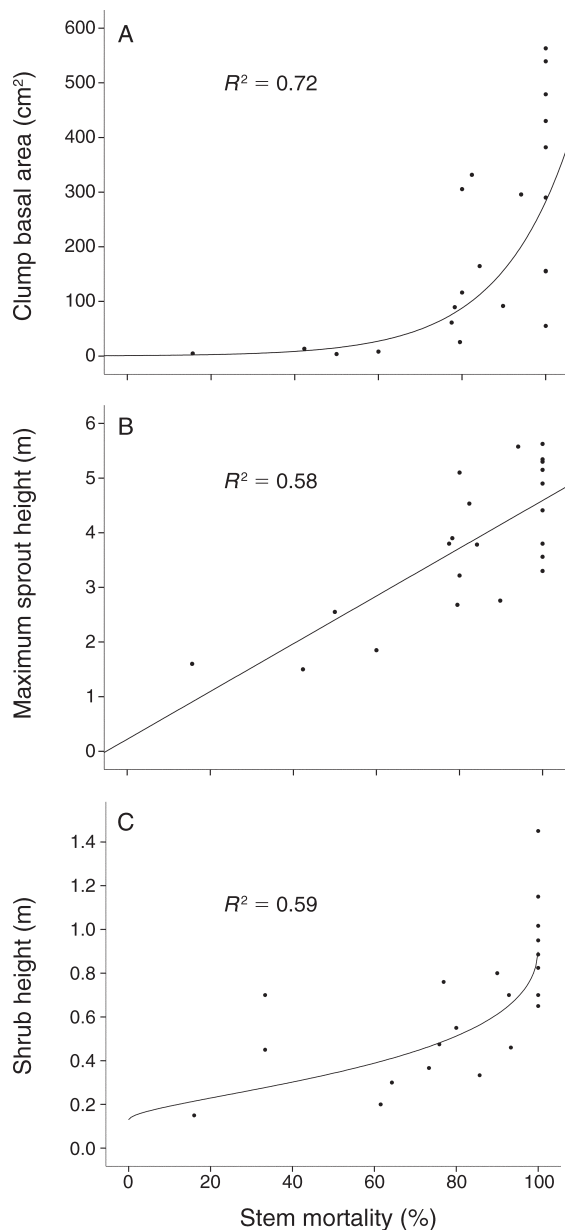 A
R² = 0.72
Clump basal area (cm²)
600
500
400
300
200
100
0
B
R² = 0.58
Maximum sprout height (m)
6
5
4
3
2
1
0
C
R² = 0.59
Shrub height (m)
1.4
1.2
1.0
0.8
0.6
0.4
0.2
0.0
0 20 40 60 80 100
Stem mortality (%)